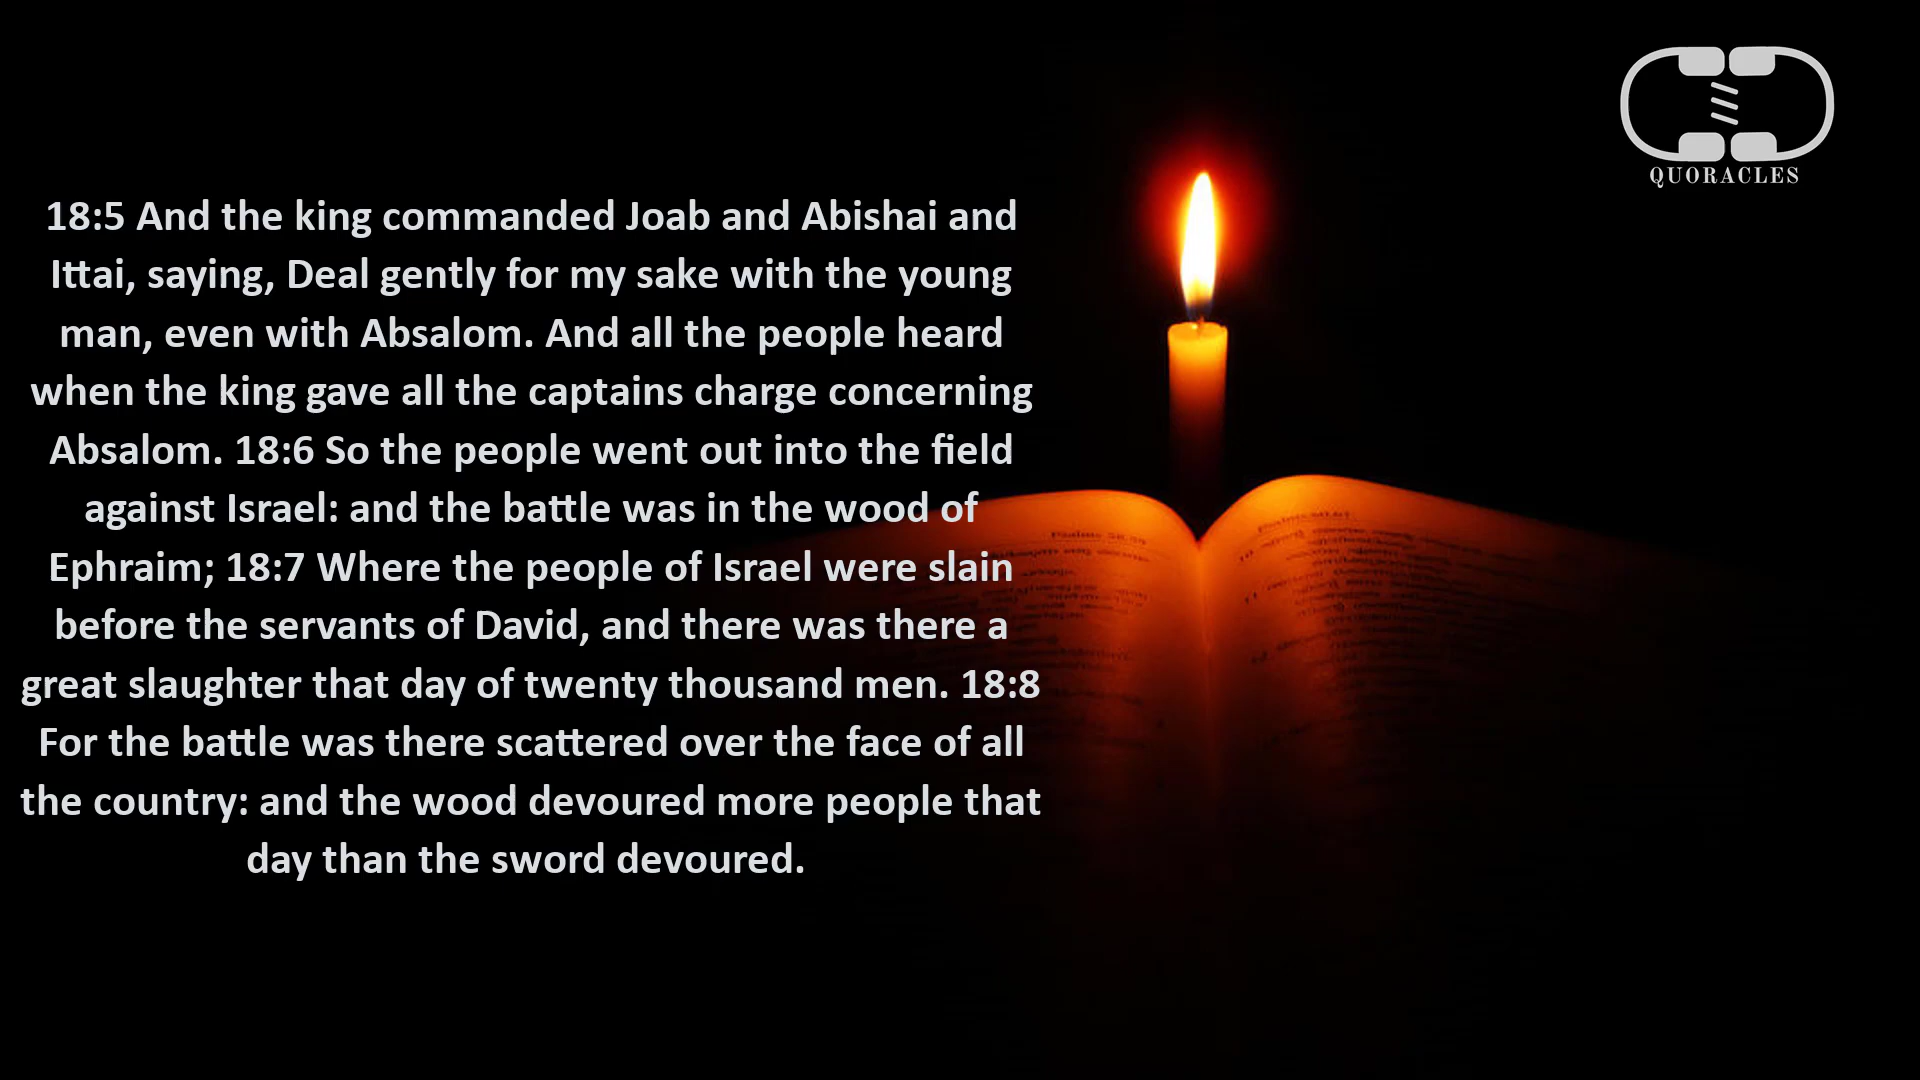 QUORACLES
18:5 And the king commanded Joab and Abishai and
Ittai, saying, Deal gently for my sake with the young
man, even with Absalom. And all the people heard
when the king gave all the captains charge concerning
Absalom. 18:6 So the people went out into the field
against Israel: and the battle was in the wood of
Ephraim; 18:7 Where the people of Israel were slain
before the servants of David, and there was there a
great slaughter that day of twenty thousand men. 18:8
For the battle was there scattered over the face of all
the country: and the wood devoured more people that
day than the sword devoured.